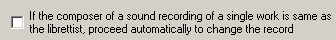 If the composer of a sound recording of a single work is same as
the librettist, proceed automatically to change the record